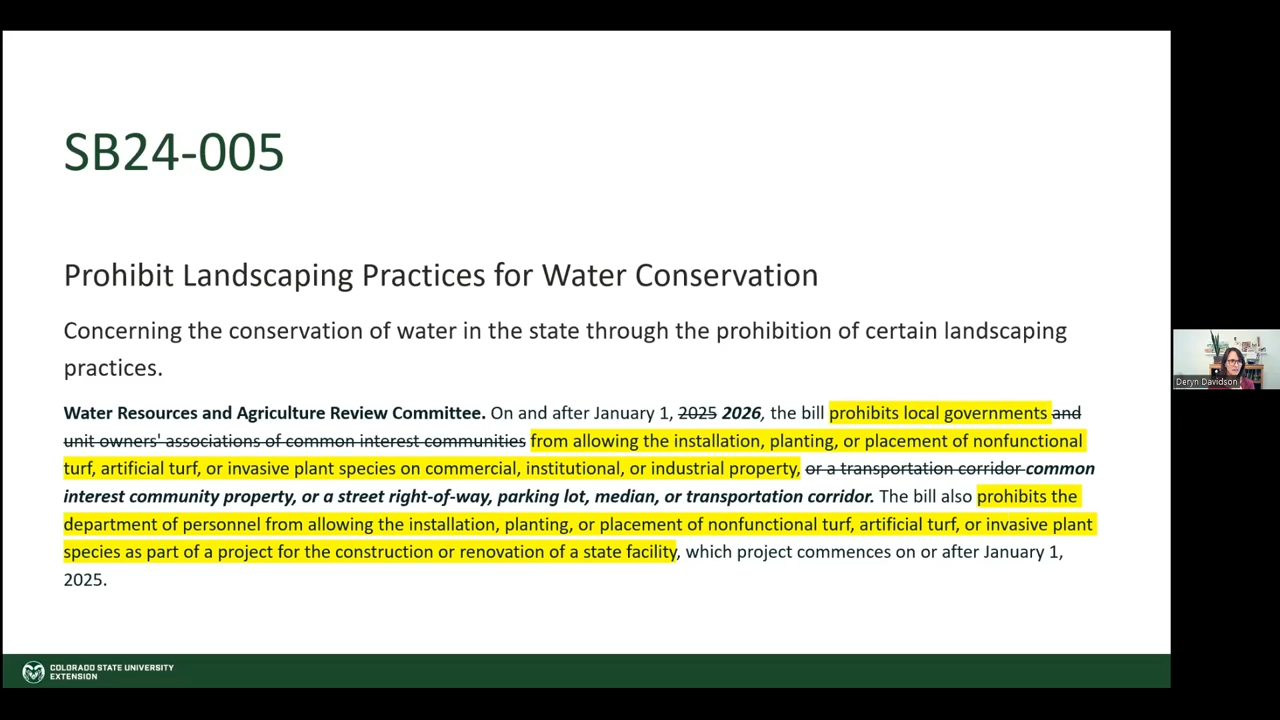 SB24-005
Prohibit Landscaping Practices for Water Conservation
Concerning the conservation of water in the state through the prohibition of certain landscaping
practices.
Water Resources and Agriculture Review Committee. On and after January 1, 2025 2026, the bill prohibits local governments and
unit owners' associations of common interest communities from allowing the installation, planting, or placement of nonfunctional
turf, artificial turf, or invasive plant species on commercial, institutional, or industrial property, or a transportation corridor common
interest community property, or a street right-of-way, parking lot, median, or transportation corridor. The bill also prohibits the
department of personnel from allowing the installation, planting, or placement of nonfunctional turf, artificial turf, or invasive plant
species as part of a project for the construction or renovation of a state facility, which project commences on or after January 1,
2025.
Deryn Davidson
COLORADO STATE UNIVERSITY
EXTENSION